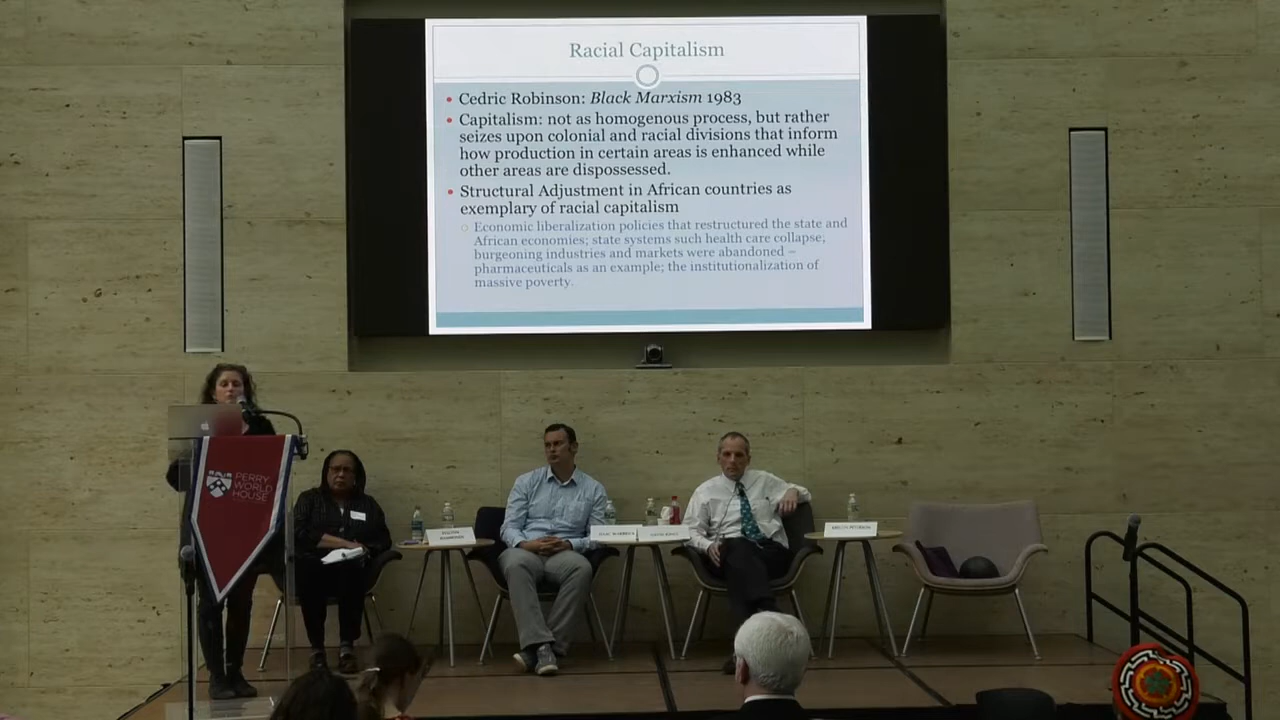 Racial Capitalism
Cedric Robinson: Black Marxism 1983
Capitalism: not as homogenous process, but rather
seizes upon colonial and racial divisions that inform
how production in certain areas is enhanced while
other areas are dispossessed.
Structural Adjustment in African countries as
exemplary of racial capitalism
Economic liberalization policies that restructured the state and
African economies; state systems such health care collapse;
burgeoning industries and markets were abandoned –
pharmaceuticals as an example; the institutionalization of
massive poverty.
PERRY
WORLD
HOUSE